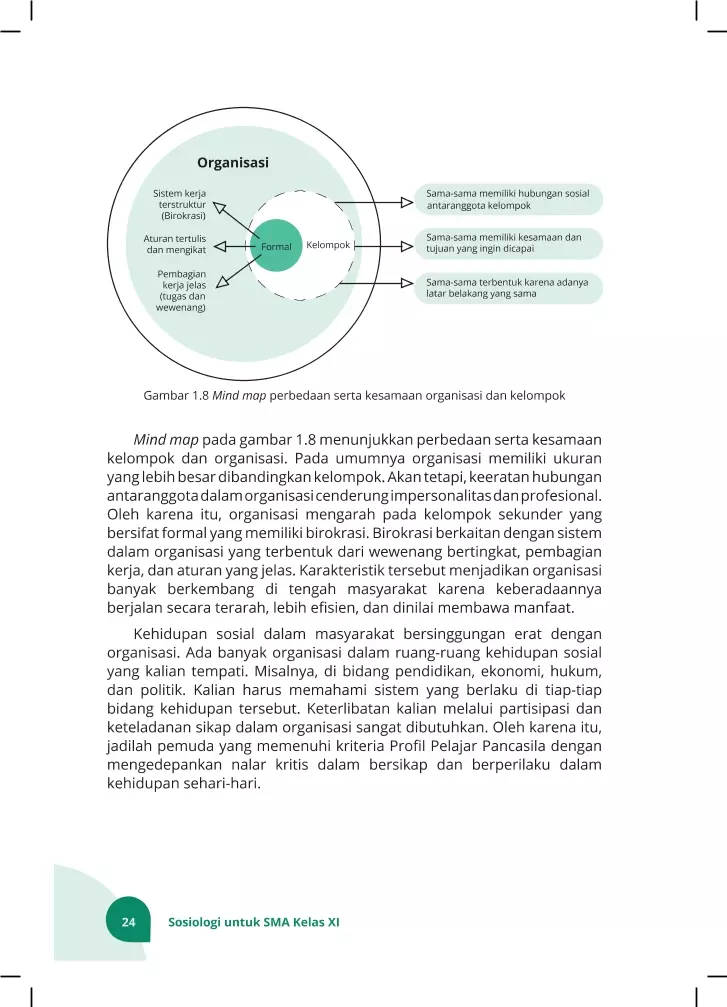 Organisasi
Sistem kerja
terstruktur
(Birokrasi)
Aturan tertulis
dan mengikat
Pembagian
kerja jelas
(tugas dan
wewenang)
Formal
Kelompok
Sama-sama memiliki hubungan sosial
antaranggota kelompok
Sama-sama memiliki kesamaan dan
tujuan yang ingin dicapai
Sama-sama terbentuk karena adanya
latar belakang yang sama
Gambar 1.8 Mind map perbedaan serta kesamaan organisasi dan kelompok
Mind map pada gambar 1.8 menunjukkan perbedaan serta kesamaan
kelompok dan organisasi. Pada umumnya organisasi memiliki ukuran
yang lebih besar dibandingkan kelompok. Akan tetapi, keeratan hubungan
antaranggota dalam organisasi cenderung impersonalitas dan profesional.
Oleh karena itu, organisasi mengarah pada kelompok sekunder yang
bersifat formal yang memiliki birokrasi. Birokrasi berkaitan dengan sistem
dalam organisasi yang terbentuk dari wewenang bertingkat, pembagian
kerja, dan aturan yang jelas. Karakteristik tersebut menjadikan organisasi
banyak berkembang di tengah masyarakat karena keberadaannya
berjalan secara terarah, lebih efisien, dan dinilai membawa manfaat.
Kehidupan sosial dalam masyarakat bersinggungan erat dengan
organisasi. Ada banyak organisasi dalam ruang-ruang kehidupan sosial
yang kalian tempati. Misalnya, di bidang pendidikan, ekonomi, hukum,
dan politik. Kalian harus memahami sistem yang berlaku di tiap-tiap
bidang kehidupan tersebut. Keterlibatan kalian melalui partisipasi dan
keteladanan sikap dalam organisasi sangat dibutuhkan. Oleh karena itu,
jadilah pemuda yang memenuhi kriteria Profil Pelajar Pancasila dengan
mengedepankan nalar kritis dalam bersikap dan berperilaku dalam
kehidupan sehari-hari.
24 Sosiologi untuk SMA Kelas XI